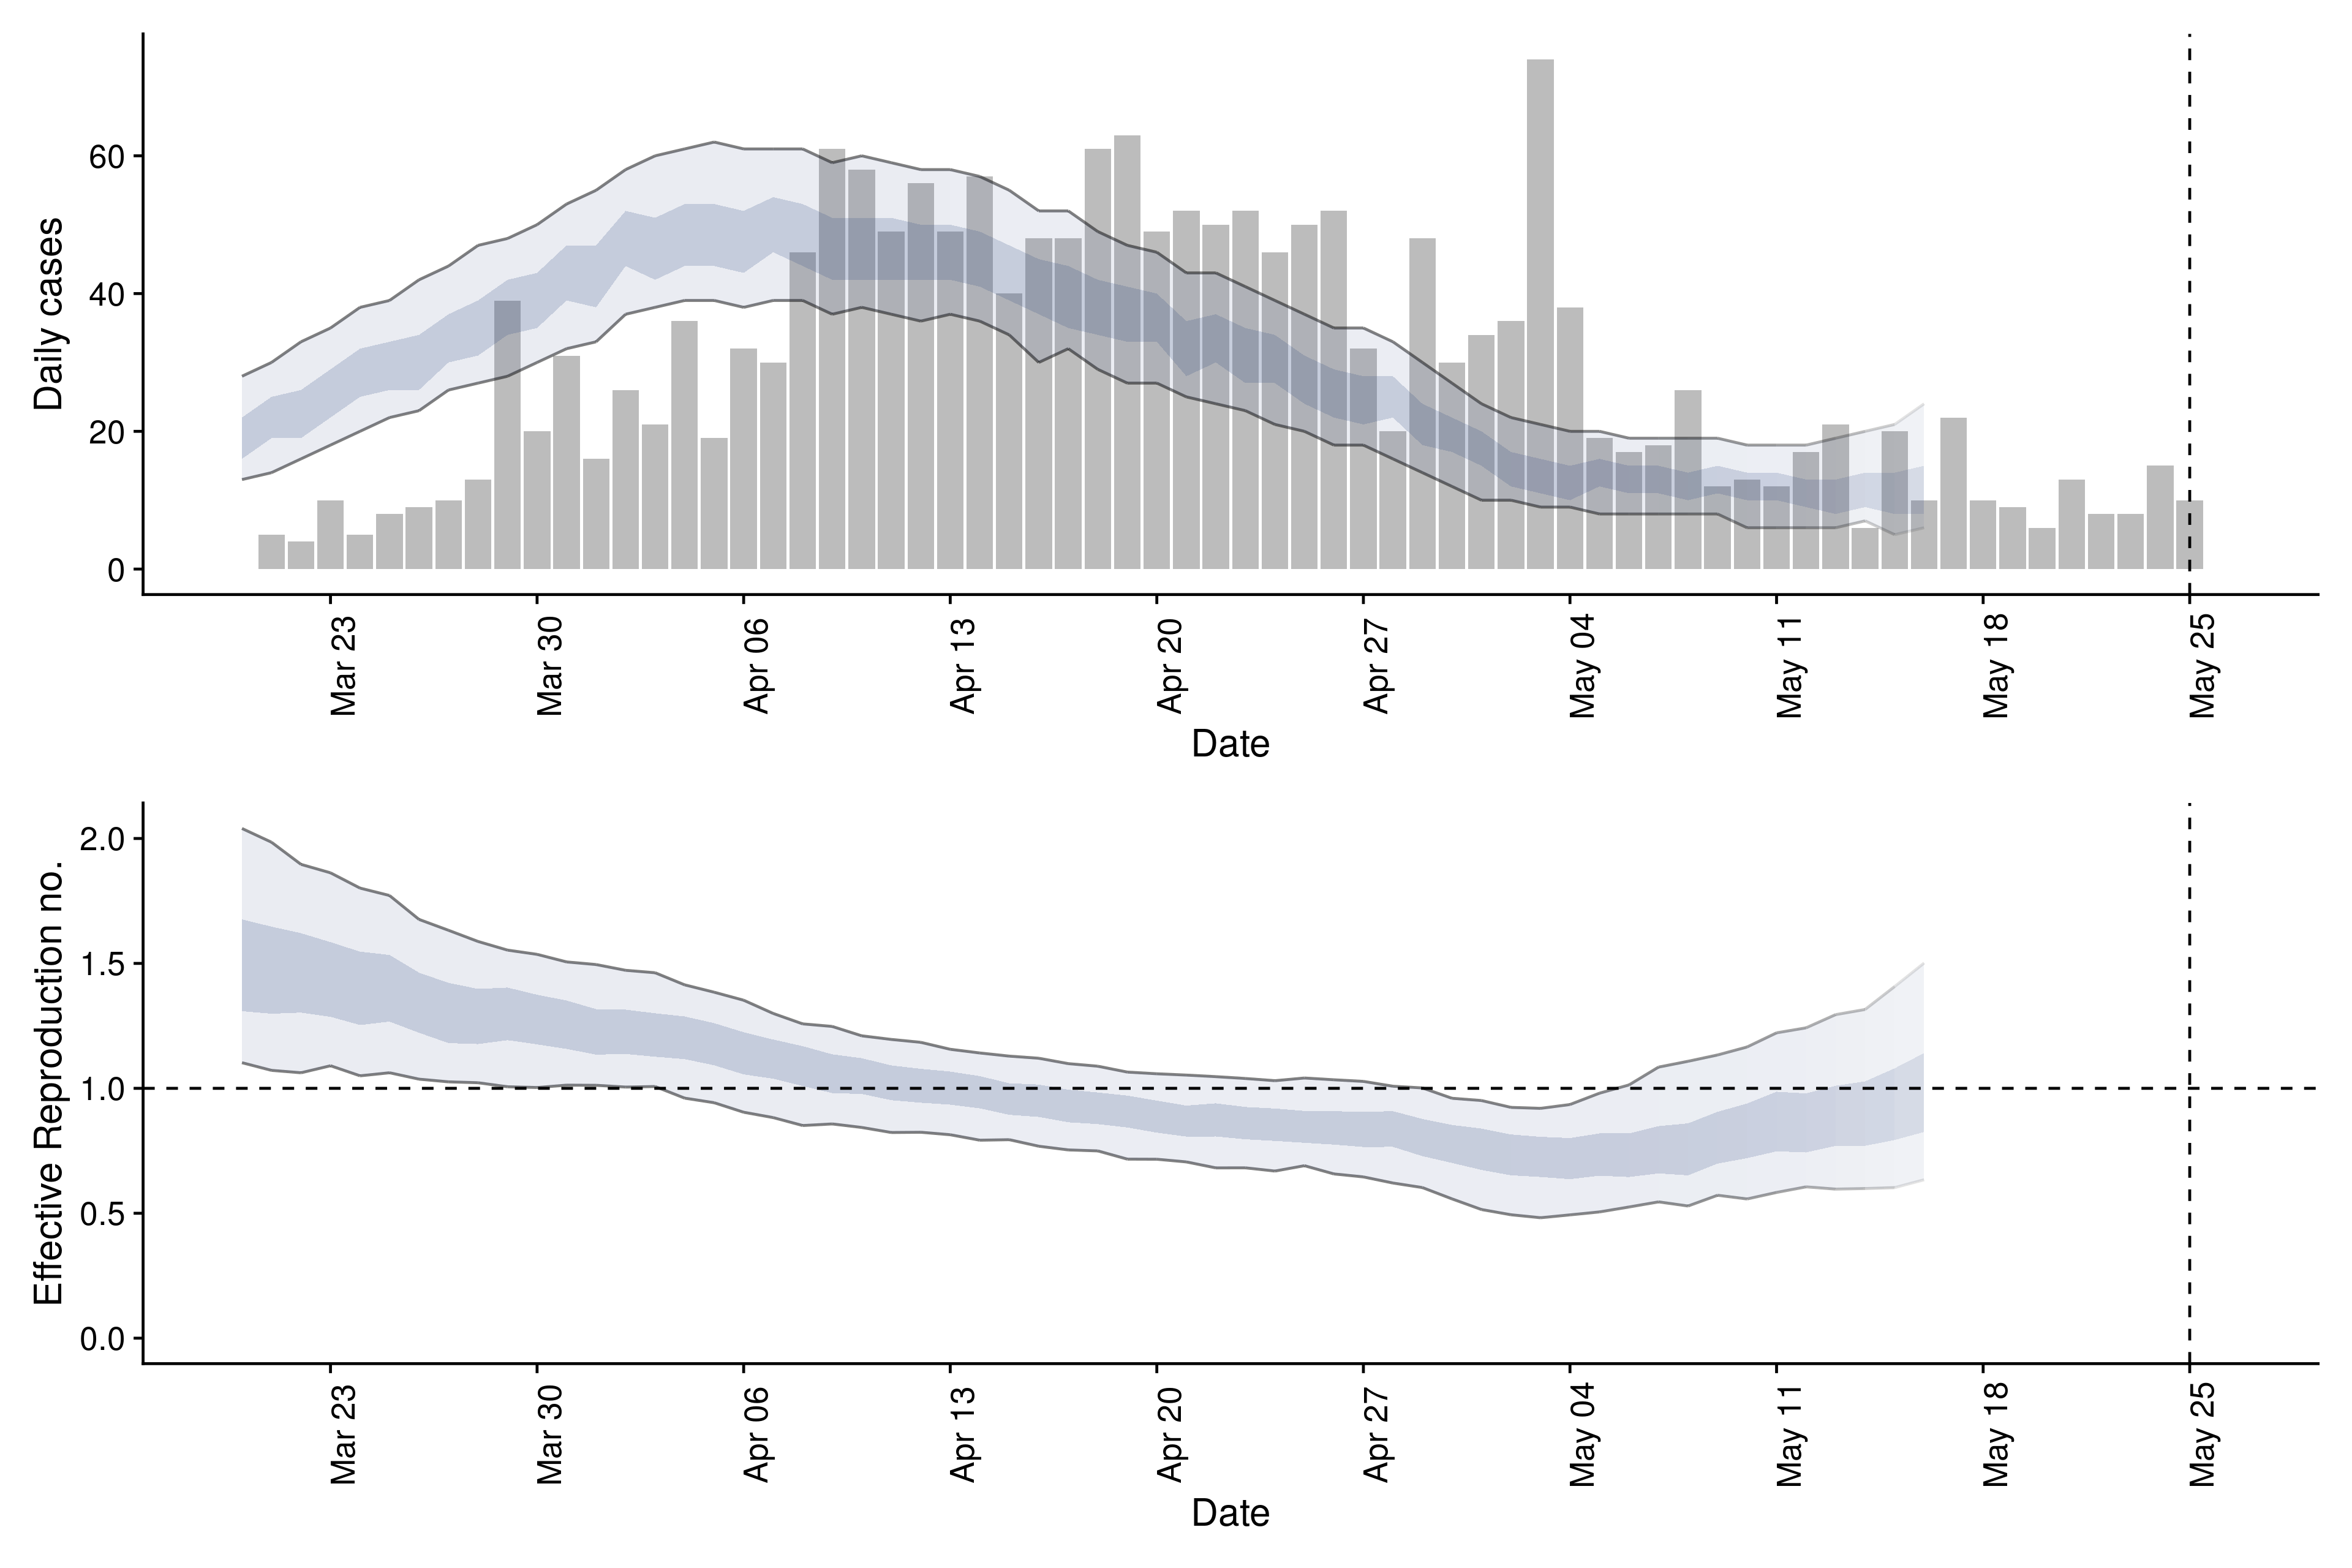 Daily cases
60
40
20
0
Mar 23
Mar 30
Apr 06
Apr 13
Apr 20
Apr 27
May 04
May 11
May 18
May 25
Date
Effective Reproduction no.
2.0
1.5
1.0
0.5
0.0
Mar 23
Mar 30
Apr 06
Apr 13
Apr 20
Apr 27
May 04
May 11
May 18
May 25
Date